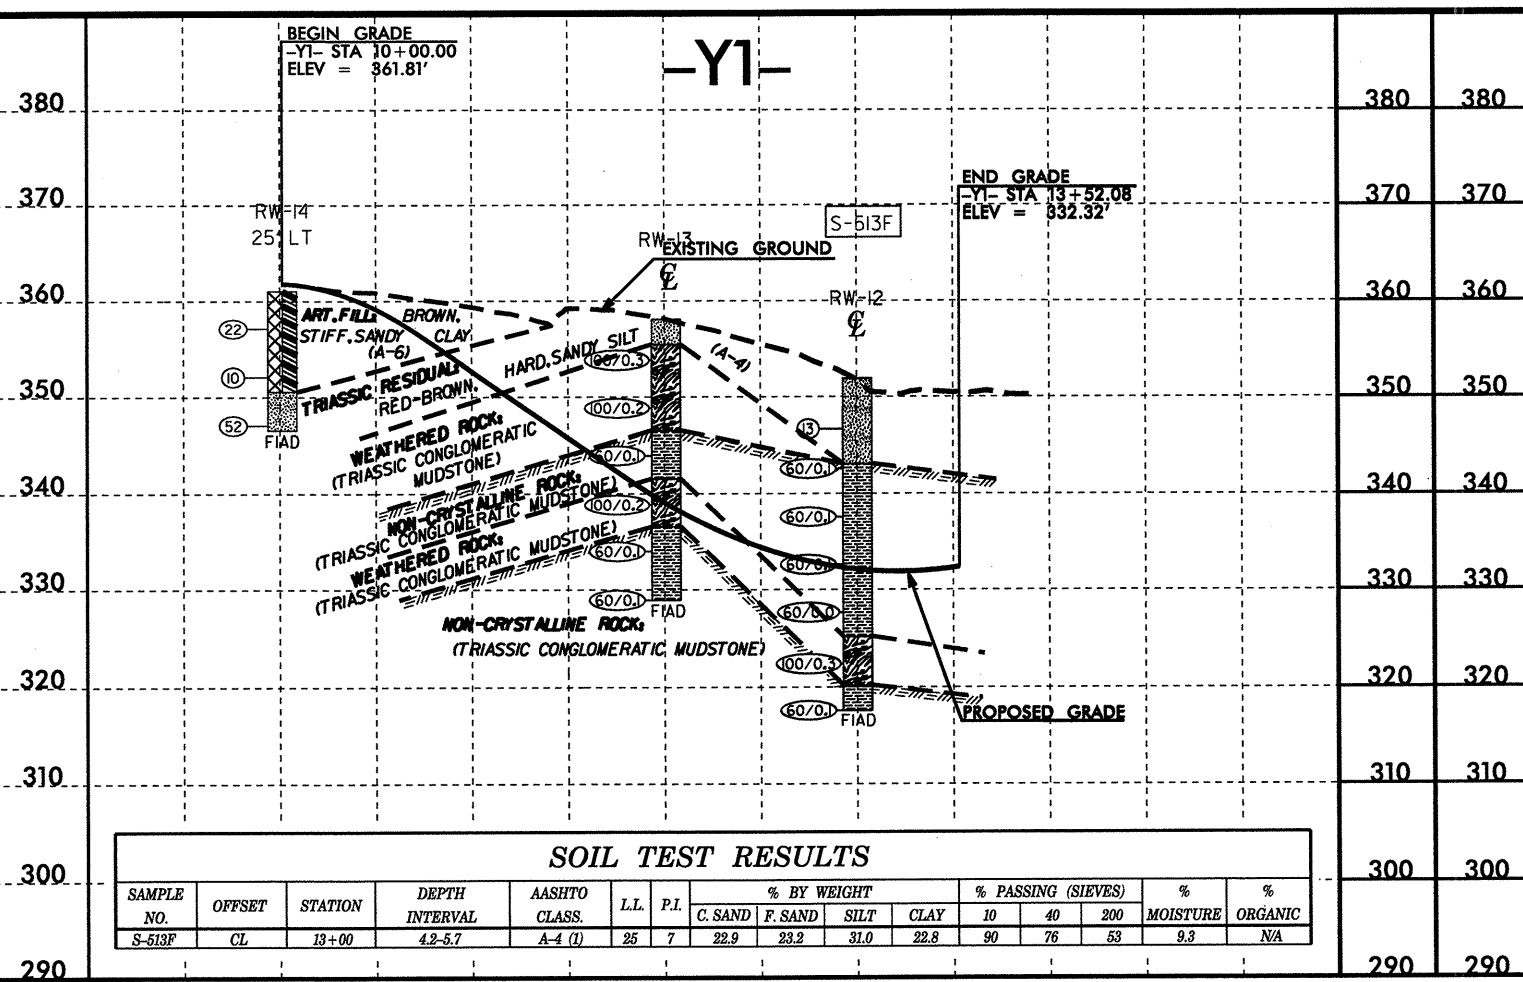 BEGIN GRADE
-Y1- STA 10+00.00
ELEV = 361.81'
-Y1-
380
380
380
END GRADE
-Y1- STA 13+52.08
ELEV = 332.32'
370
370
370
RW-14
25' LT
S-513F
RW-13
EXISTING GROUND
CL
360
360
360
RW-12
CL
ART.FILL: BROWN,
STIFF,SANDY CLAY
(A-6)
22
10
52
FIAD
HARD,SANDY SILT
(A-4)
TRIASSIC RESIDUAL:
RED-BROWN,
350
350
350
100/0.3
100/0.2
60/0.1
100/0.2
60/0.1
60/0.1
FIAD
WEATHERED ROCK:
(TRIASSIC CONGLOMERATIC
MUDSTONE)
340
340
340
NON-CRYSTALLINE ROCK:
(TRIASSIC CONGLOMERATIC MUDSTONE)
WEATHERED ROCK:
(TRIASSIC CONGLOMERATIC MUDSTONE)
13
60/0.1
60/0.1
60/0.1
60/0.0
100/0.3
60/0.1
FIAD
330
330
330
NON-CRYSTALLINE ROCK:
(TRIASSIC CONGLOMERATIC MUDSTONE)
320
320
320
PROPOSED GRADE
310
310
310
SOIL TEST RESULTS
300
300
300
SAMPLE NO. OFFSET STATION DEPTH INTERVAL AASHTO CLASS. L.L. P.I. % BY WEIGHT % PASSING (SIEVES) % MOISTURE % ORGANIC
C. SAND F. SAND SILT CLAY 10 40 200
S-513F CL 13+00 4.2-5.7 A-4 (1) 25 7 22.9 23.2 31.0 22.8 90 76 53 9.3 N/A
290
290
290